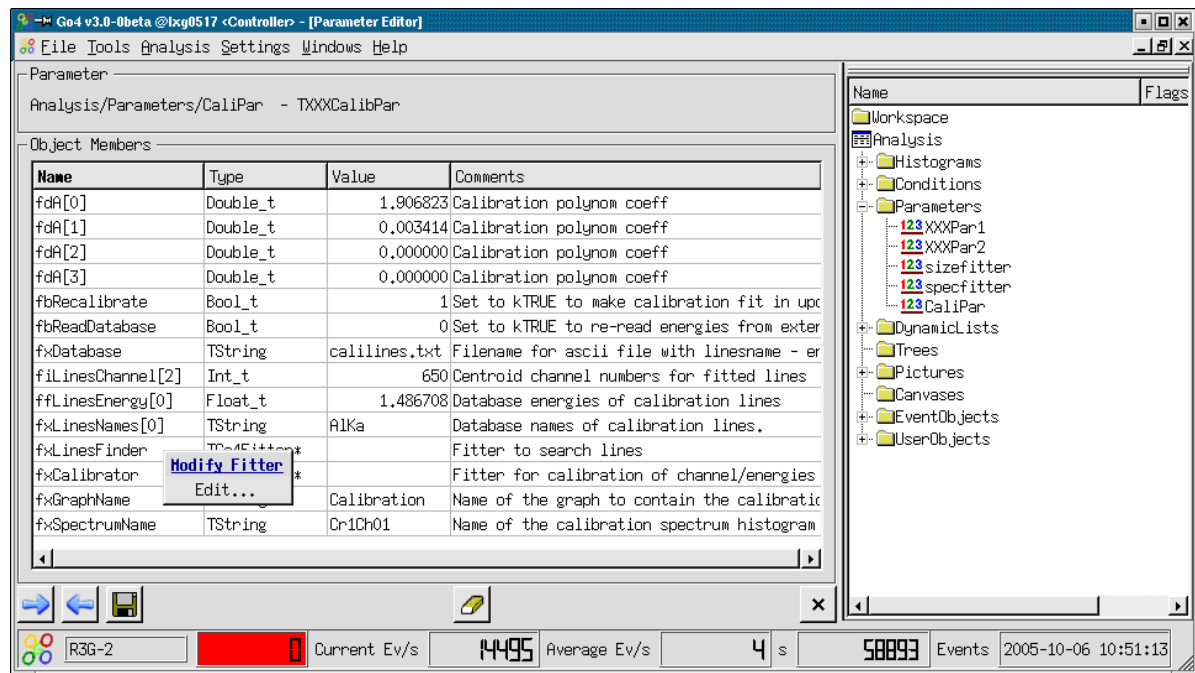 Go4 v3.0-0beta @lxg0517 <Controller> - [Parameter Editor]
File Tools Analysis Settings Windows Help
Parameter
Analysis/Parameters/CaliPar - TXXXCalibPar
Object Members
Name Type Value Comments
fdA[0] Double_t 1.906823 Calibration polynom coeff
fdA[1] Double_t 0.003414 Calibration polynom coeff
fdA[2] Double_t 0.000000 Calibration polynom coeff
fdA[3] Double_t 0.000000 Calibration polynom coeff
fbRecalibrate Bool_t 1 Set to kTRUE to make calibration fit in upd
fbReadDatabase Bool_t 0 Set to kTRUE to re-read energies from exter
fxDatabase TString calilines.txt Filename for ascii file with linesname - er
fiLinesChannel[2] Int_t 650 Centroid channel numbers for fitted lines
ffLinesEnergy[0] Float_t 1.486708 Database energies of calibration lines
fxLinesNames[0] TString AlKa Database names of calibration lines.
fxLinesFinder TGo4Fitter* Fitter to search lines
fxCalibrator * Fitter for calibration of channel/energies
fxGraphName Calibration Name of the graph to contain the calibratio
fxSpectrumName TString Cr1Ch01 Name of the calibration spectrum histogram
Modify Fitter
Edit...
Name Flags
Workspace
Analysis
Histograms
Conditions
Parameters
123 XXXPar1
123 XXXPar2
123 sizefitter
123 specfitter
123 CaliPar
DynamicLists
Trees
Pictures
Canvases
EventObjects
UserObjects
R3G-2 0 Current Ev/s 14495 Average Ev/s 4 s 58893 Events 2005-10-06 10:51:13